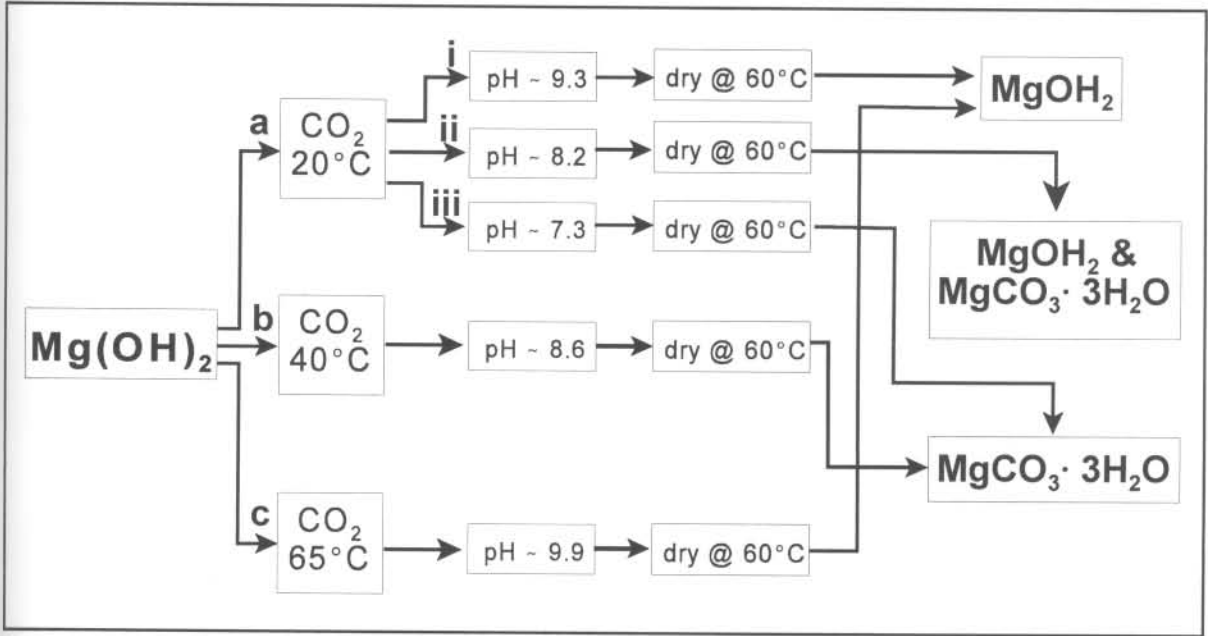 Mg(OH)₂
a
CO₂
20°C
i
pH ~ 9.3
dry @ 60°C
MgOH₂
ii
pH ~ 8.2
dry @ 60°C
MgOH₂ &
MgCO₃· 3H₂O
iii
pH ~ 7.3
dry @ 60°C
b
CO₂
40°C
pH ~ 8.6
dry @ 60°C
MgCO₃· 3H₂O
c
CO₂
65°C
pH ~ 9.9
dry @ 60°C